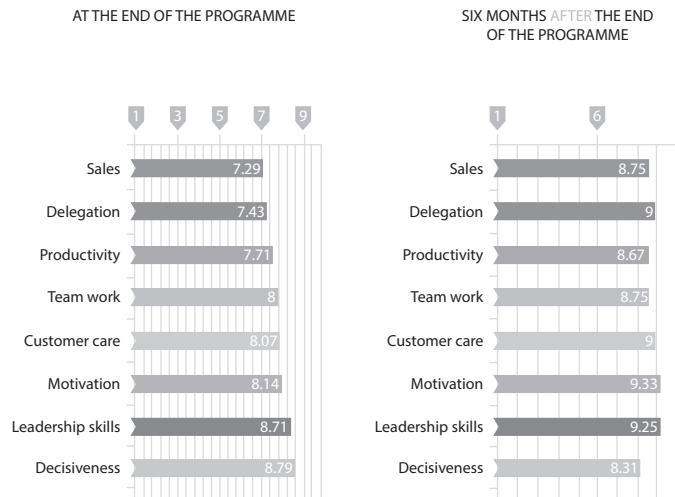 AT THE END OF THE PROGRAMME
1 3 5 7 9
Sales 7.29
Delegation 7.43
Productivity 7.71
Team work 8
Customer care 8.07
Motivation 8.14
Leadership skills 8.71
Decisiveness 8.79
SIX MONTHS AFTER THE END
OF THE PROGRAMME
1 6
Sales 8.75
Delegation 9
Productivity 8.67
Team work 8.75
Customer care 9
Motivation 9.33
Leadership skills 9.25
Decisiveness 8.31